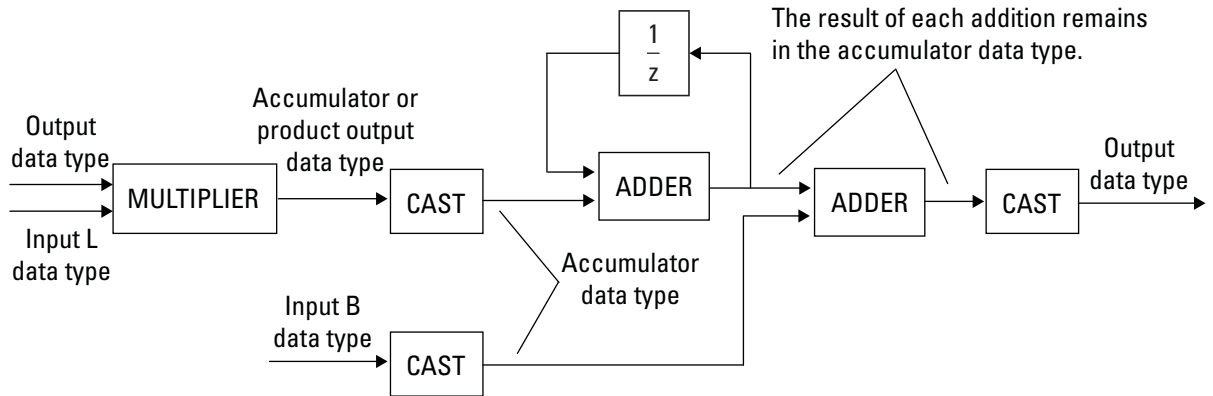 The result of each addition remains
in the accumulator data type.
1
z
Accumulator or
product output
data type
Output
data type
MULTIPLIER
Input L
data type
CAST
ADDER
ADDER
CAST
Output
data type
Accumulator
data type
Input B
data type
CAST